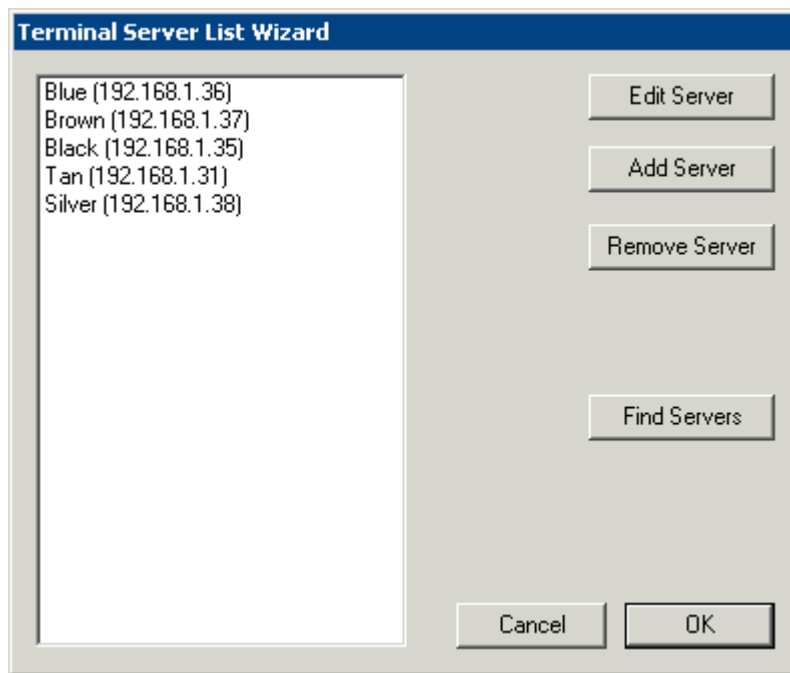 Terminal Server List Wizard
Blue (192.168.1.36)
Brown (192.168.1.37)
Black (192.168.1.35)
Tan (192.168.1.31)
Silver (192.168.1.38)
Edit Server
Add Server
Remove Server
Find Servers
Cancel
OK